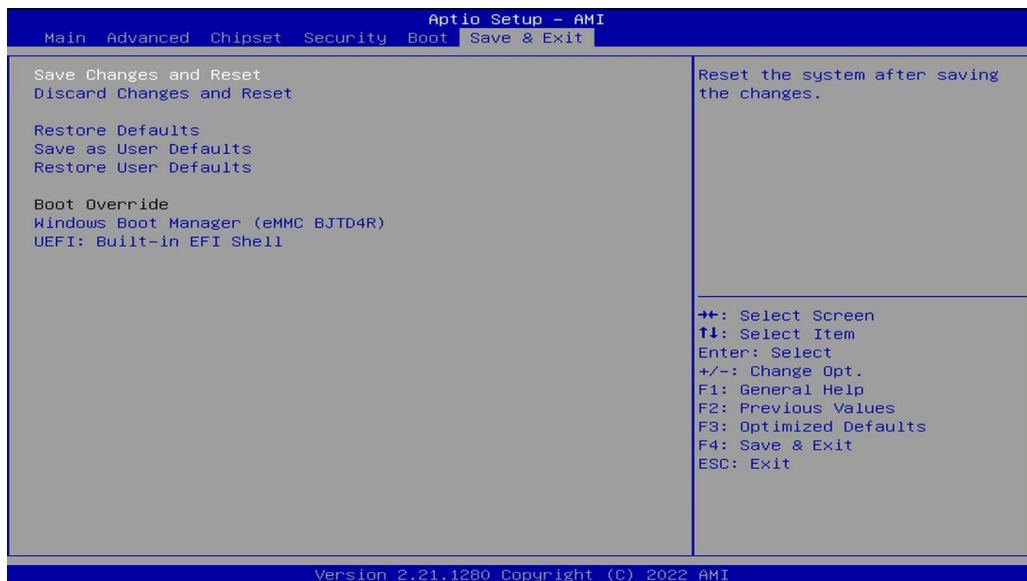 Aptio Setup – AMI
Main Advanced Chipset Security Boot Save & Exit
Save Changes and Reset
Discard Changes and Reset
Restore Defaults
Save as User Defaults
Restore User Defaults
Boot Override
Windows Boot Manager (eMMC BJTD4R)
UEFI: Built-in EFI Shell
Reset the system after saving
the changes.
→←: Select Screen
↑↓: Select Item
Enter: Select
+/-: Change Opt.
F1: General Help
F2: Previous Values
F3: Optimized Defaults
F4: Save & Exit
ESC: Exit
Version 2.21.1280 Copyright (C) 2022 AMI